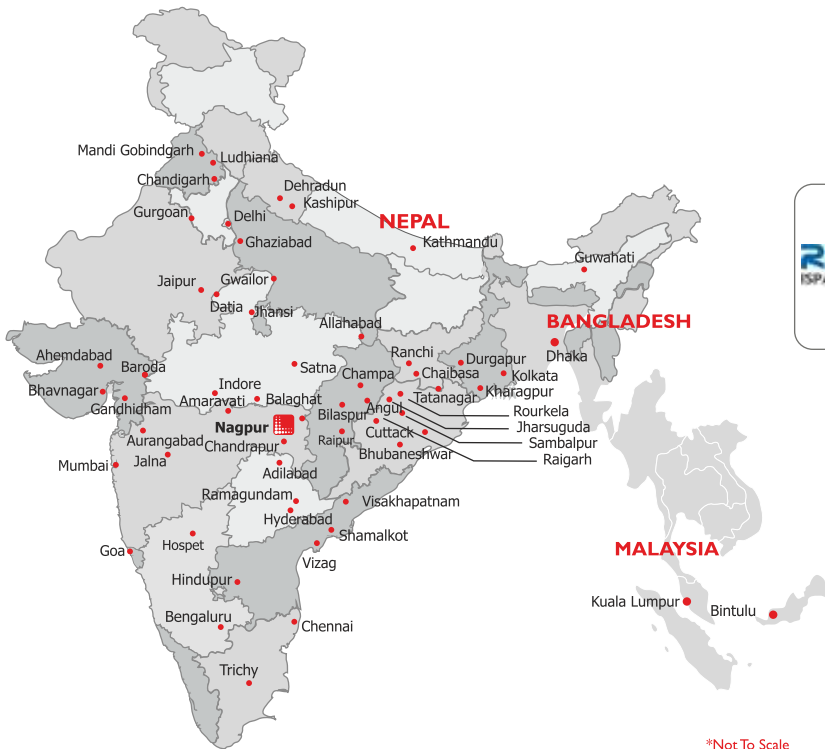 Mandi Gobindgarh
Ludhiana
Chandigarh
Dehradun
Kashipur
Gurgoan
Delhi
NEPAL
Ghaziabad
Kathmandu
Guwahati
Jaipur
Gwailor
Datia
Jhansi
BANGLADESH
Allahabad
Dhaka
Ahemdabad
Baroda
Satna
Ranchi
Durgapur
Chaibasa
Kolkata
Champa
Bhavnagar
Indore
Kharagpur
Gandhidham
Amaravati
Balaghat
Tatanagar
Angul
Bilaspur
Rourkela
Nagpur
Jharsuguda
Aurangabad
Raipur
Cuttack
Sambalpur
Chandrapur
Bhubaneshwar
Mumbai
Jalna
Raigarh
Adilabad
Ramagundam
Visakhapatnam
Hyderabad
Shamalkot
Hospet
Goa
Vizag
MALAYSIA
Hindupur
Kuala Lumpur
Bintulu
Bengaluru
Chennai
Trichy
*Not To Scale